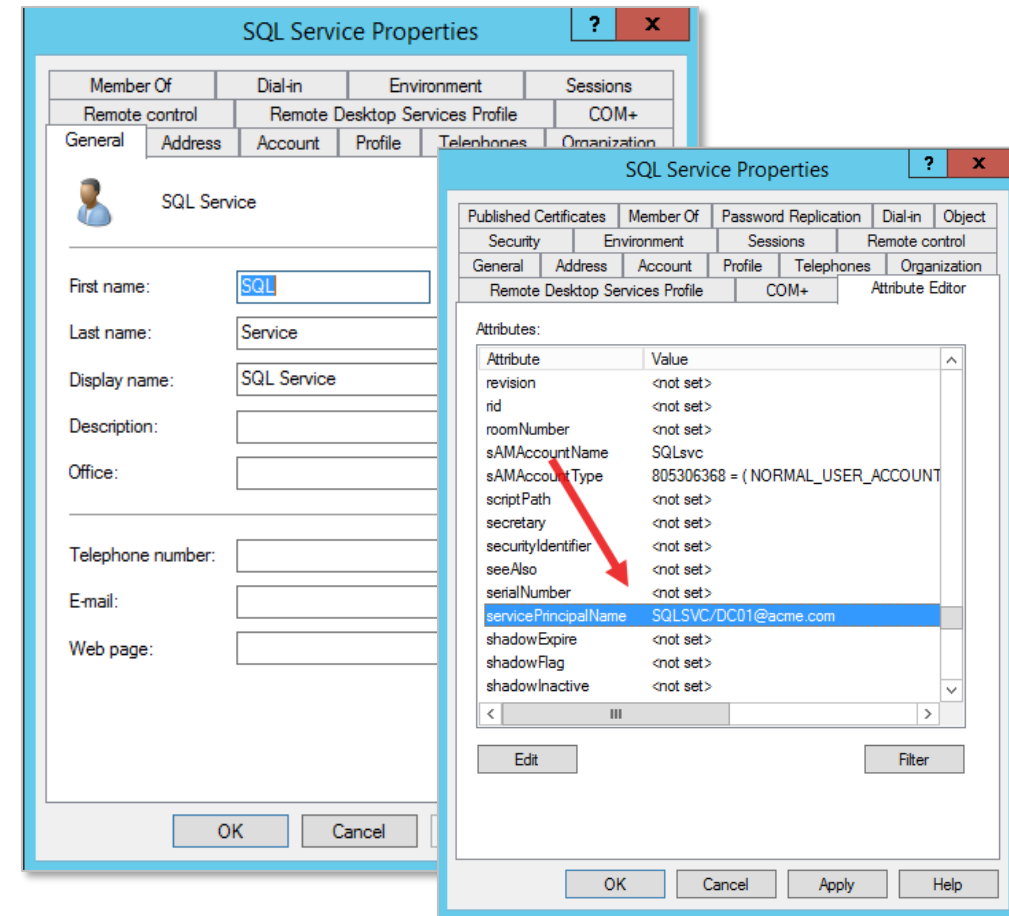 SQL Service Properties
? x
Member Of Dial-in Environment Sessions
Remote control Remote Desktop Services Profile COM+
General Address Account Profile Telephones Organization
SQL Service
First name: SQL
Last name: Service
Display name: SQL Service
Description:
Office:
Telephone number:
E-mail:
Web page:
OK Cancel
SQL Service Properties
? x
Published Certificates Member Of Password Replication Dial-in Object
Security Environment Sessions Remote control
General Address Account Profile Telephones Organization
Remote Desktop Services Profile COM+ Attribute Editor
Attributes:
Attribute Value
revision <not set>
rid <not set>
roomNumber <not set>
sAMAccountName SQLsvc
sAMAccountType 805306368 = ( NORMAL_USER_ACCOUNT
scriptPath <not set>
secretary <not set>
securityIdentifier <not set>
seeAlso <not set>
serialNumber <not set>
servicePrincipalName SQLSVC/DC01@acme.com
shadowExpire <not set>
shadowFlag <not set>
shadowInactive <not set>
Edit Filter
OK Cancel Apply Help